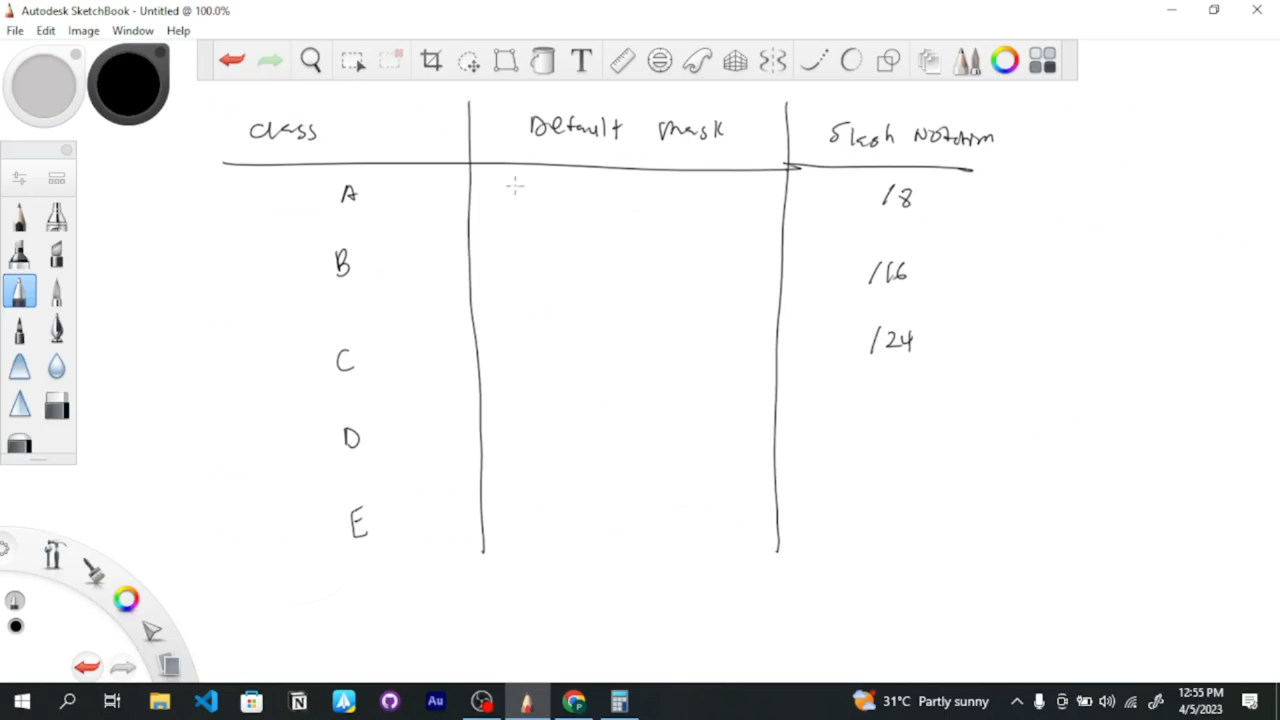 Autodesk SketchBook - Untitled @ 100.0%
File Edit Image Window Help
Class Default Mask Slash Notation
A /8
B /16
C /24
D
E
31°C Partly sunny
12:55 PM
4/5/2023